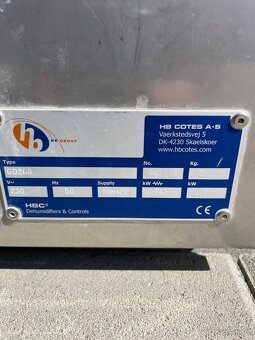 hb
HB GROUP
HB COTES A·S
Vaerkstedsvej 5
DK-4230 Skaelskoer
www.hbcotes.com
Type No. Kg.
V~ Hz Supply kW kW
230 50
HBC®
Dehumidifiers & Controls
CE